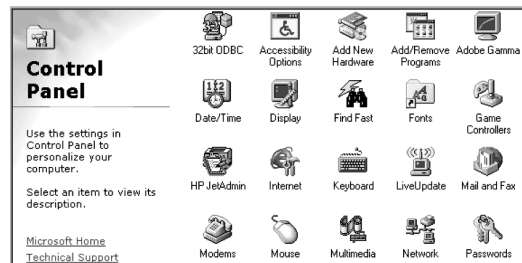 Control
Panel
Use the settings in
Control Panel to
personalize your
computer.
Select an item to view its
description.
Microsoft Home
Technical Support
32bit ODBC
Accessibility
Options
Add New
Hardware
Add/Remove
Programs
Adobe Gamma
Date/Time
Display
Find Fast
Fonts
Game
Controllers
HP JetAdmin
Internet
Keyboard
LiveUpdate
Mail and Fax
Modems
Mouse
Multimedia
Network
Passwords